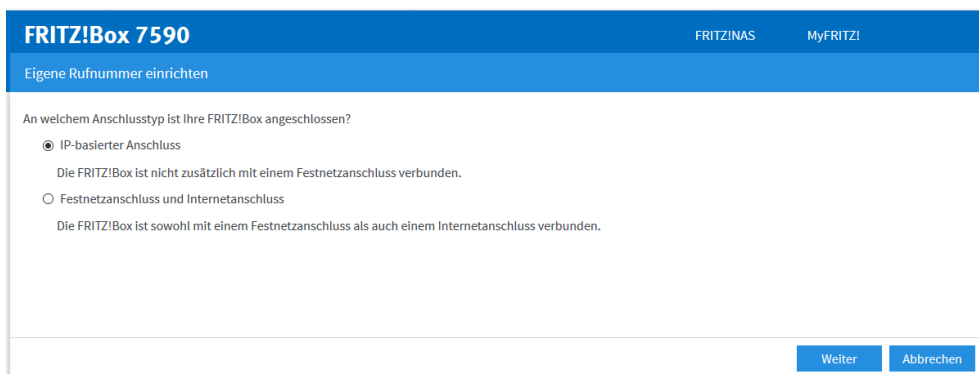 FRITZ!Box 7590 FRITZ!NAS MyFRITZ!
Eigene Rufnummer einrichten
An welchem Anschlusstyp ist Ihre FRITZ!Box angeschlossen?
IP-basierter Anschluss
Die FRITZ!Box ist nicht zusätzlich mit einem Festnetzanschluss verbunden.
Festnetzanschluss und Internetanschluss
Die FRITZ!Box ist sowohl mit einem Festnetzanschluss als auch einem Internetanschluss verbunden.
Weiter Abbrechen